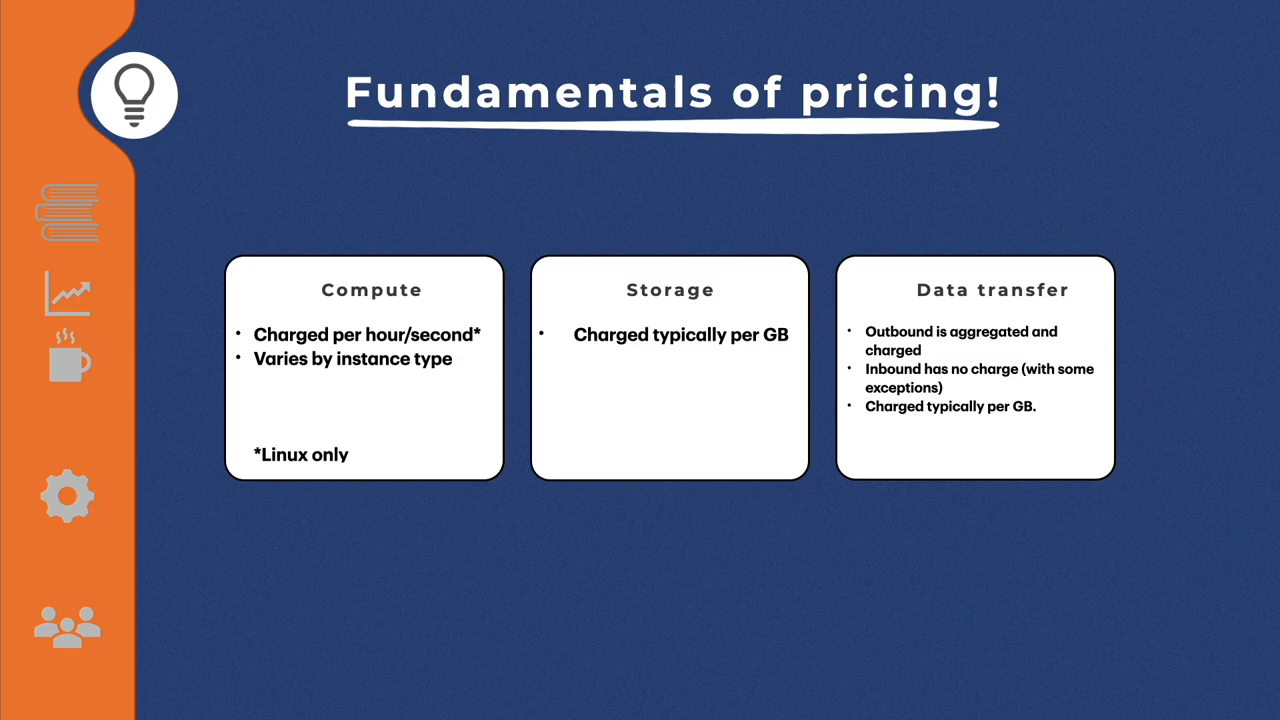 Fundamentals of pricing!
Compute
• Charged per hour/second*
• Varies by instance type
*Linux only
Storage
• Charged typically per GB
Data transfer
• Outbound is aggregated and
charged
• Inbound has no charge (with some
exceptions)
• Charged typically per GB.